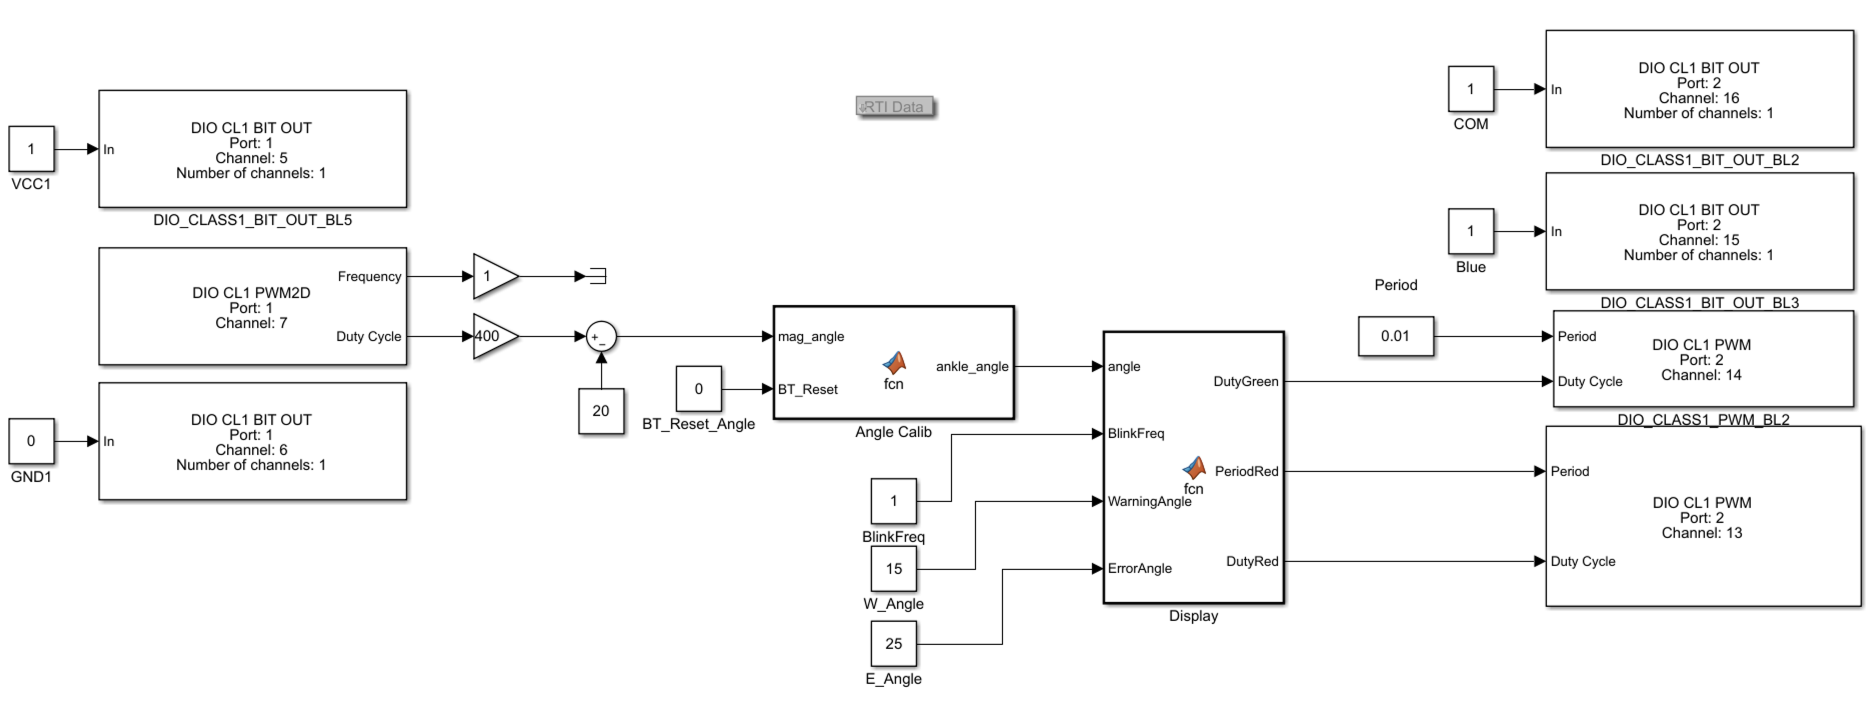 RTI Data
1
VCC1
In
DIO CL1 BIT OUT
Port: 1
Channel: 5
Number of channels: 1
DIO_CLASS1_BIT_OUT_BL5
DIO CL1 PWM2D
Port: 1
Channel: 7
Frequency
Duty Cycle
1
400
+
−
20
0
GND1
In
DIO CL1 BIT OUT
Port: 1
Channel: 6
Number of channels: 1
0
BT_Reset_Angle
mag_angle
BT_Reset
fcn
ankle_angle
Angle Calib
1
BlinkFreq
15
W_Angle
25
E_Angle
angle
BlinkFreq
WarningAngle
ErrorAngle
fcn
DutyGreen
PeriodRed
DutyRed
Display
1
COM
In
DIO CL1 BIT OUT
Port: 2
Channel: 16
Number of channels: 1
DIO_CLASS1_BIT_OUT_BL2
1
Blue
In
DIO CL1 BIT OUT
Port: 2
Channel: 15
Number of channels: 1
DIO_CLASS1_BIT_OUT_BL3
Period
0.01
Period
Duty Cycle
DIO CL1 PWM
Port: 2
Channel: 14
DIO_CLASS1_PWM_BL2
Period
Duty Cycle
DIO CL1 PWM
Port: 2
Channel: 13